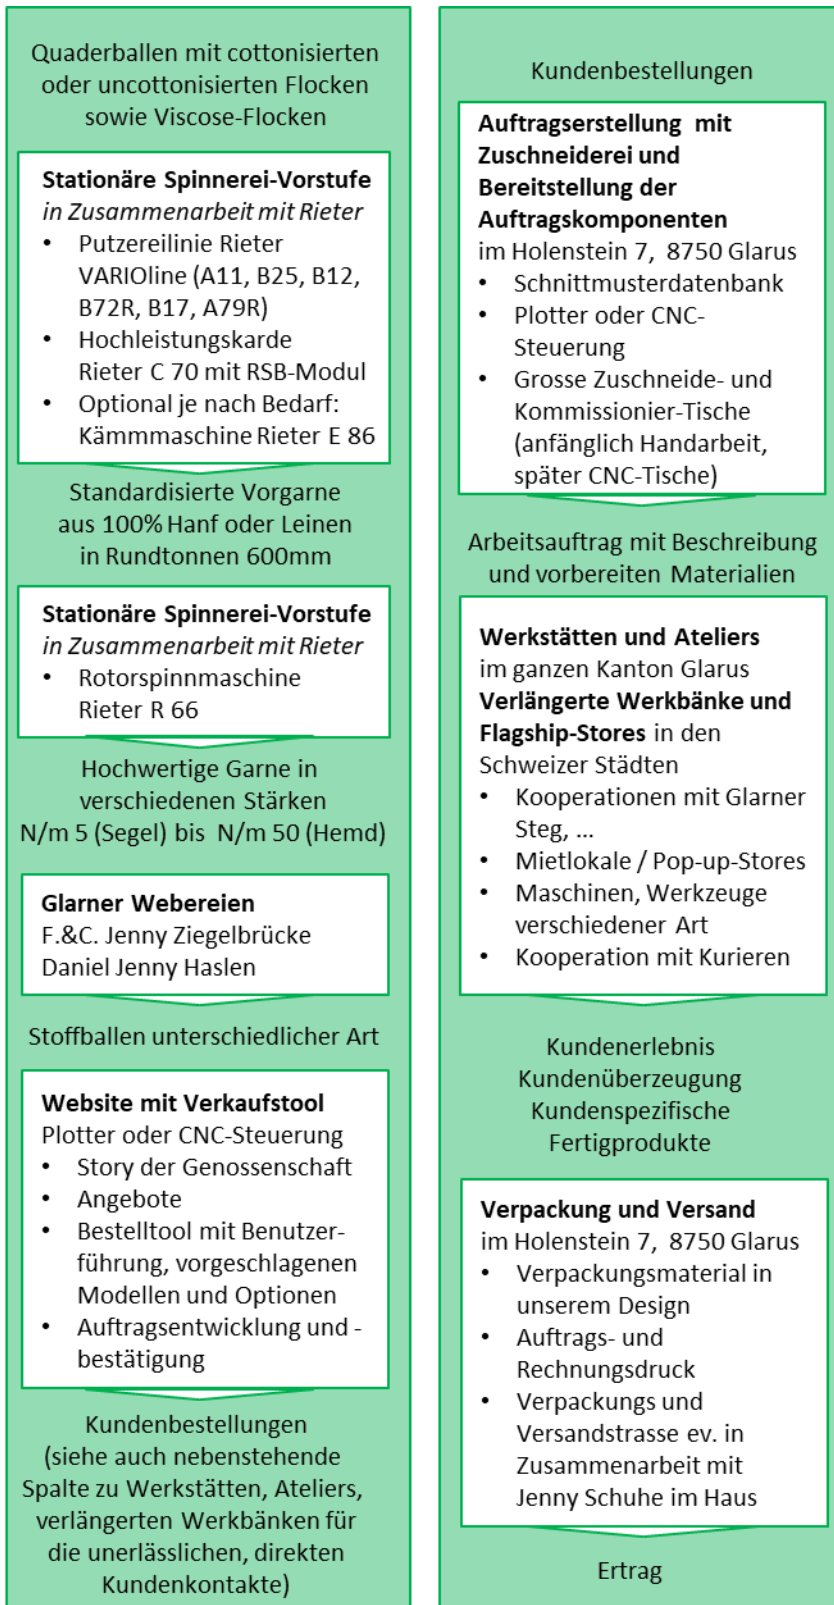 Quaderballen mit cottonisierten
oder uncottonisierten Flocken
sowie Viscose-Flocken
Stationäre Spinnerei-Vorstufe
in Zusammenarbeit mit Rieter
• Putzereilinie Rieter
VARIOline (A11, B25, B12,
B72R, B17, A79R)
• Hochleistungskarde
Rieter C 70 mit RSB-Modul
• Optional je nach Bedarf:
Kämmmaschine Rieter E 86
Standardisierte Vorgarne
aus 100% Hanf oder Leinen
in Rundtonnen 600mm
Stationäre Spinnerei-Vorstufe
in Zusammenarbeit mit Rieter
• Rotorspinnmaschine
Rieter R 66
Hochwertige Garne in
verschiedenen Stärken
N/m 5 (Segel) bis N/m 50 (Hemd)
Glarner Webereien
F.&C. Jenny Ziegelbrücke
Daniel Jenny Haslen
Stoffballen unterschiedlicher Art
Website mit Verkaufstool
Plotter oder CNC-Steuerung
• Story der Genossenschaft
• Angebote
• Bestelltool mit Benutzer-
führung, vorgeschlagenen
Modellen und Optionen
• Auftragsentwicklung und -
bestätigung
Kundenbestellungen
(siehe auch nebenstehende
Spalte zu Werkstätten, Ateliers,
verlängerten Werkbänken für
die unerlässlichen, direkten
Kundenkontakte)
Kundenbestellungen
Auftragserstellung mit
Zuschneiderei und
Bereitstellung der
Auftragskomponenten
im Holenstein 7, 8750 Glarus
• Schnittmusterdatenbank
• Plotter oder CNC-
Steuerung
• Grosse Zuschneide- und
Kommissionier-Tische
(anfänglich Handarbeit,
später CNC-Tische)
Arbeitsauftrag mit Beschreibung
und vorbereiten Materialien
Werkstätten und Ateliers
im ganzen Kanton Glarus
Verlängerte Werkbänke und
Flagship-Stores in den
Schweizer Städten
• Kooperationen mit Glarner
Steg, ...
• Mietlokale / Pop-up-Stores
• Maschinen, Werkzeuge
verschiedener Art
• Kooperation mit Kurieren
Kundenerlebnis
Kundenüberzeugung
Kundenspezifische
Fertigprodukte
Verpackung und Versand
im Holenstein 7, 8750 Glarus
• Verpackungsmaterial in
unserem Design
• Auftrags- und
Rechnungsdruck
• Verpackungs und
Versandstrasse ev. in
Zusammenarbeit mit
Jenny Schuhe im Haus
Ertrag